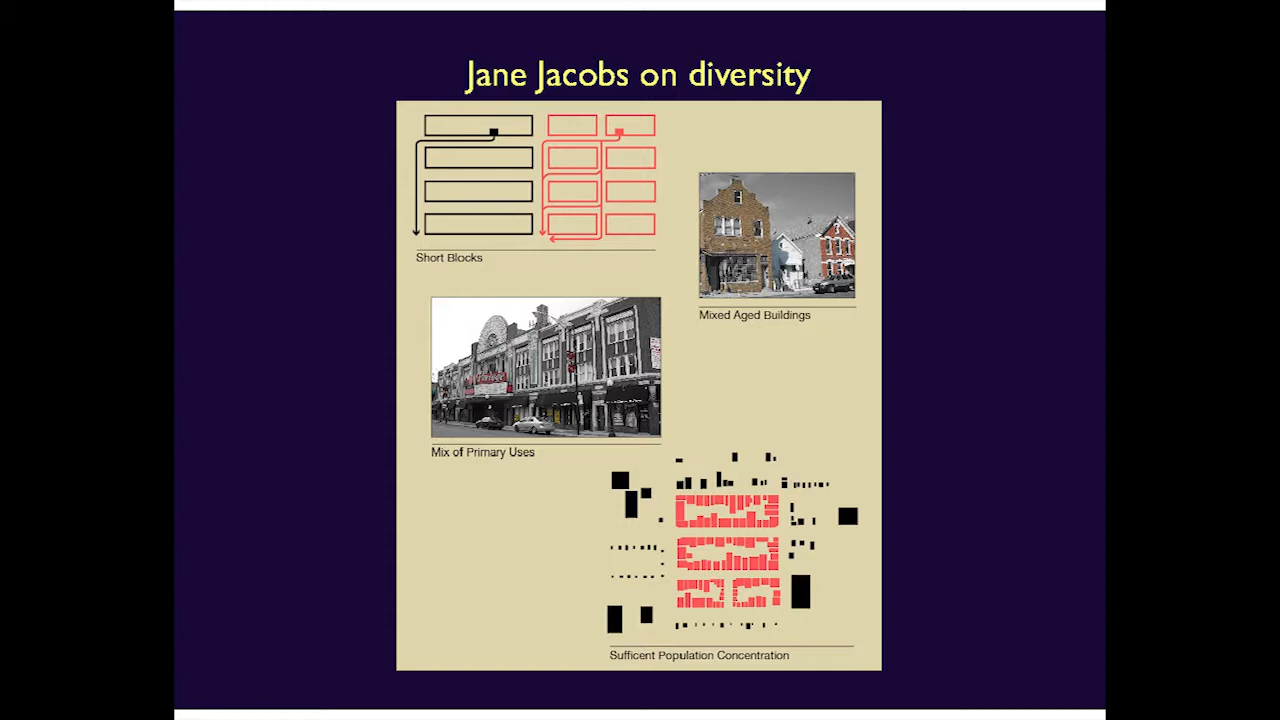 Jane Jacobs on diversity
Short Blocks
Mixed Aged Buildings
Mix of Primary Uses
Sufficent Population Concentration